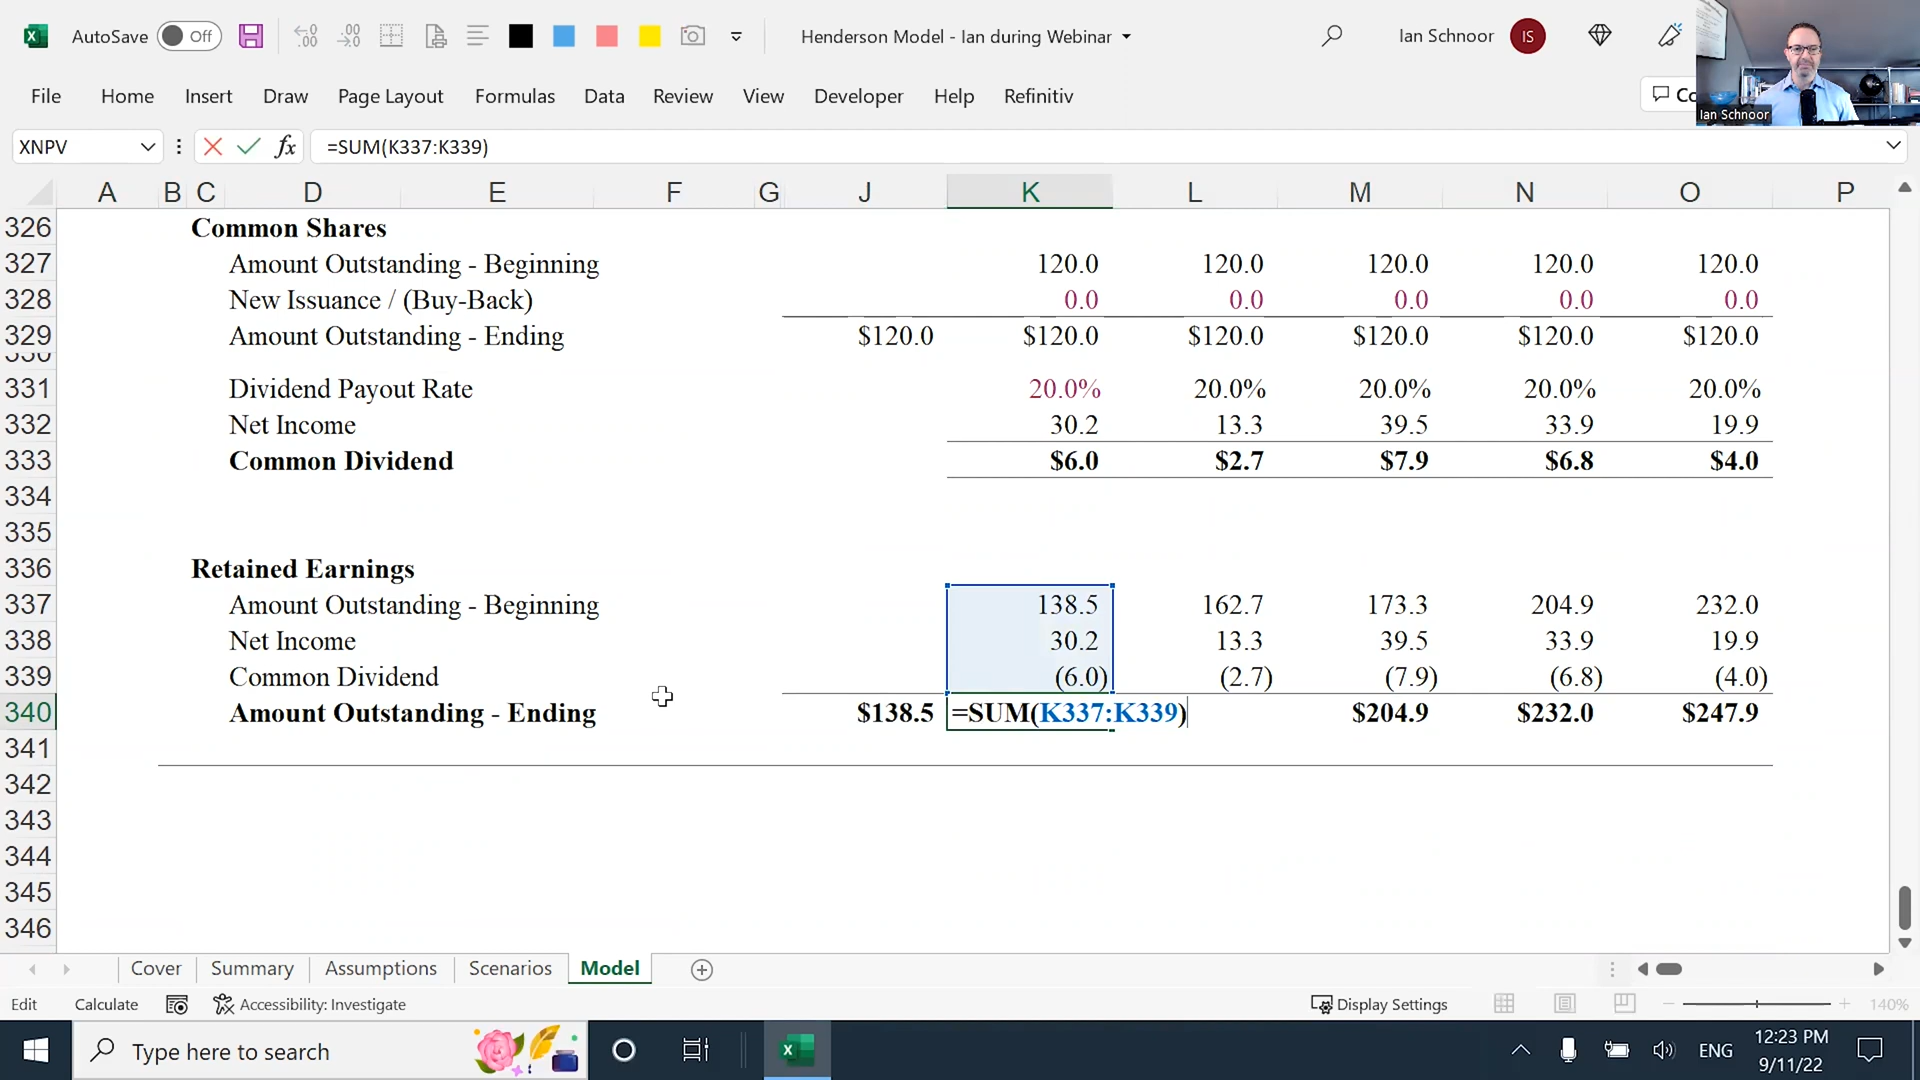 AutoSave Off Henderson Model - Ian during Webinar Ian Schnoor IS
File Home Insert Draw Page Layout Formulas Data Review View Developer Help Refinitiv Co
Ian Schnoor
XNPV fx =SUM(K337:K339)
A B C D E F G J K L M N O P
326 Common Shares
327 Amount Outstanding - Beginning 120.0 120.0 120.0 120.0 120.0
328 New Issuance / (Buy-Back) 0.0 0.0 0.0 0.0 0.0
329 Amount Outstanding - Ending $120.0 $120.0 $120.0 $120.0 $120.0 $120.0
330
331 Dividend Payout Rate 20.0% 20.0% 20.0% 20.0% 20.0%
332 Net Income 30.2 13.3 39.5 33.9 19.9
333 Common Dividend $6.0 $2.7 $7.9 $6.8 $4.0
334
335
336 Retained Earnings
337 Amount Outstanding - Beginning 138.5 162.7 173.3 204.9 232.0
338 Net Income 30.2 13.3 39.5 33.9 19.9
339 Common Dividend (6.0) (2.7) (7.9) (6.8) (4.0)
340 Amount Outstanding - Ending $138.5 =SUM(K337:K339) $204.9 $232.0 $247.9
341
342
343
344
345
346
Cover Summary Assumptions Scenarios Model
Edit Calculate Accessibility: Investigate Display Settings 140%
Type here to search ENG 12:23 PM
9/11/22